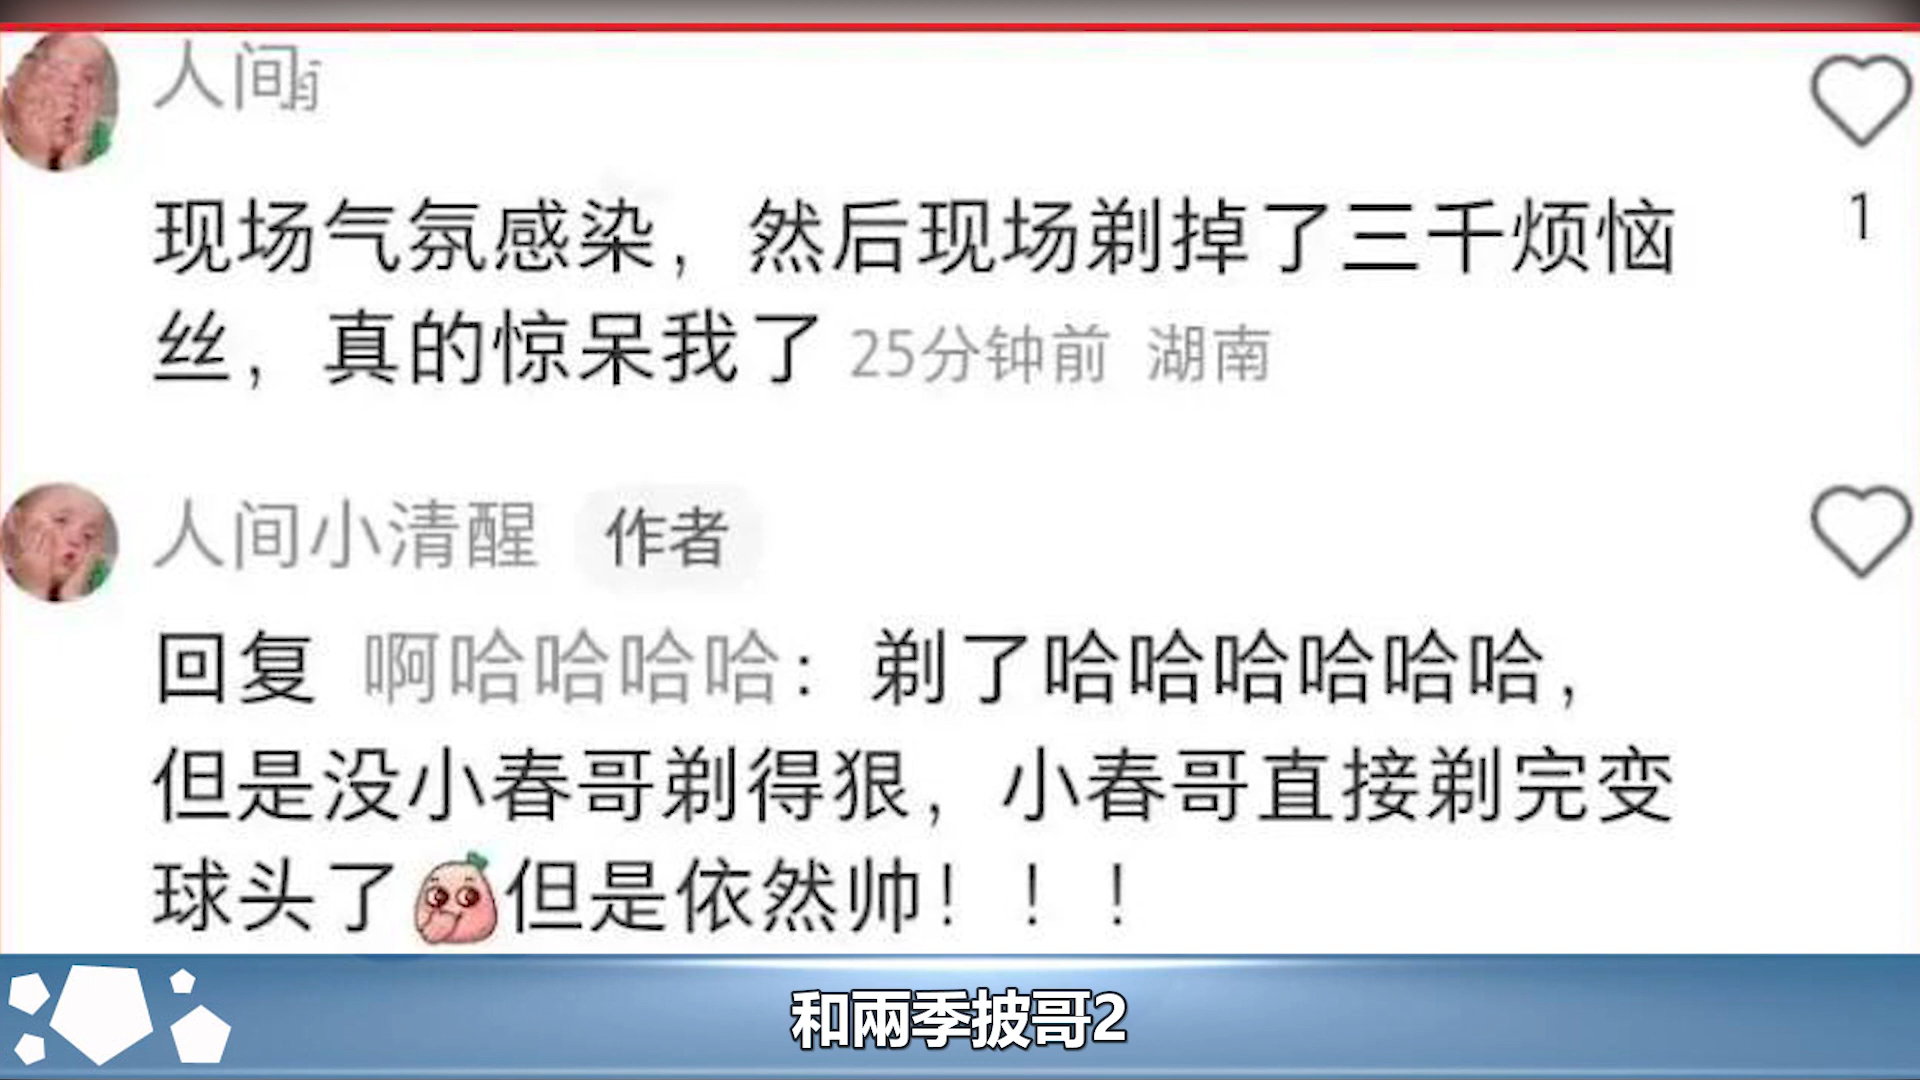 人间
1
现场气氛感染，然后现场剃掉了三千烦恼
丝，真的惊呆我了 25分钟前 湖南
人间小清醒 作者
回复 啊哈哈哈哈：剃了哈哈哈哈哈哈，
但是没小春哥剃得狠，小春哥直接剃完变
球头了但是依然帅！！！
和兩季披哥2